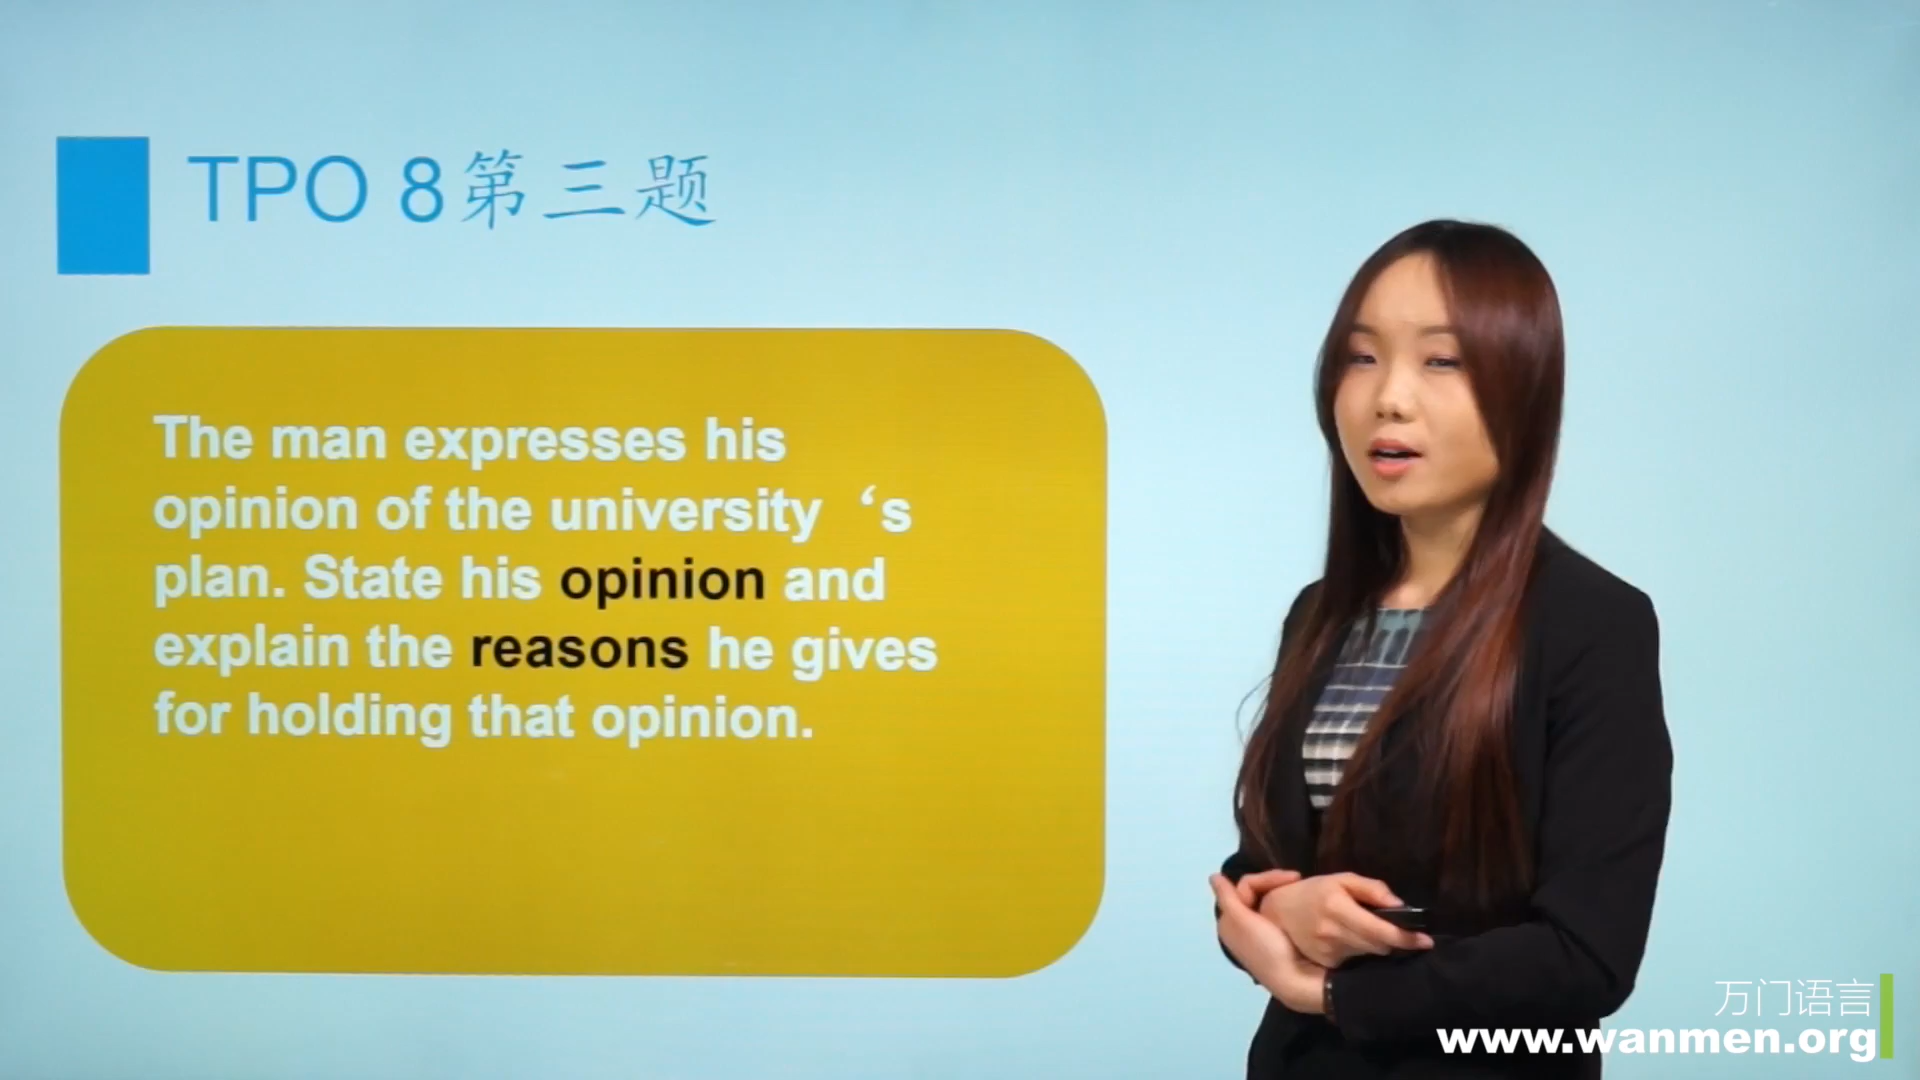 TPO 8第三题
The man expresses his
opinion of the university‘s
plan. State his opinion and
explain the reasons he gives
for holding that opinion.
万门语言
www.wanmen.org